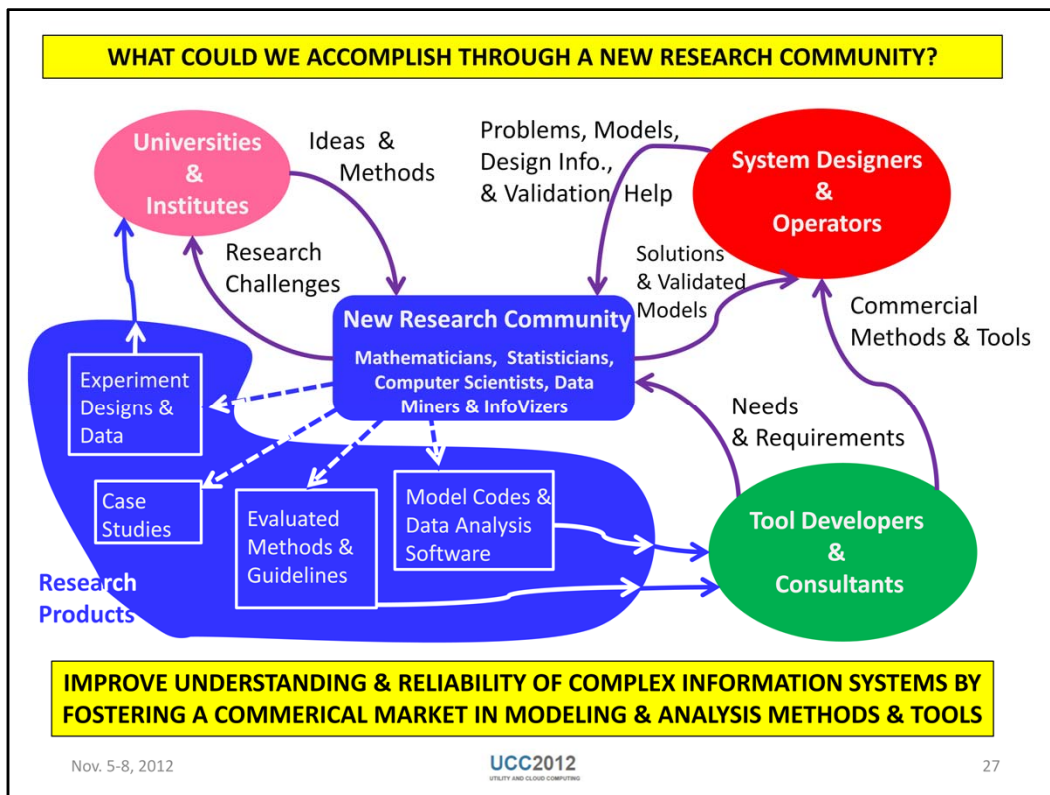 WHAT COULD WE ACCOMPLISH THROUGH A NEW RESEARCH COMMUNITY?
Universities
&
Institutes
Ideas &
Methods
Problems, Models,
Design Info.,
& Validation Help
System Designers
&
Operators
Research
Challenges
Solutions
& Validated
Models
Commercial
Methods & Tools
New Research Community
Mathematicians, Statisticians,
Computer Scientists, Data
Miners & InfoVizers
Experiment
Designs &
Data
Needs
& Requirements
Case
Studies
Evaluated
Methods &
Guidelines
Model Codes &
Data Analysis
Software
Tool Developers
&
Consultants
Research
Products
IMPROVE UNDERSTANDING & RELIABILITY OF COMPLEX INFORMATION SYSTEMS BY
FOSTERING A COMMERICAL MARKET IN MODELING & ANALYSIS METHODS & TOOLS
Nov. 5-8, 2012
UCC2012
UTILITY AND CLOUD COMPUTING
27